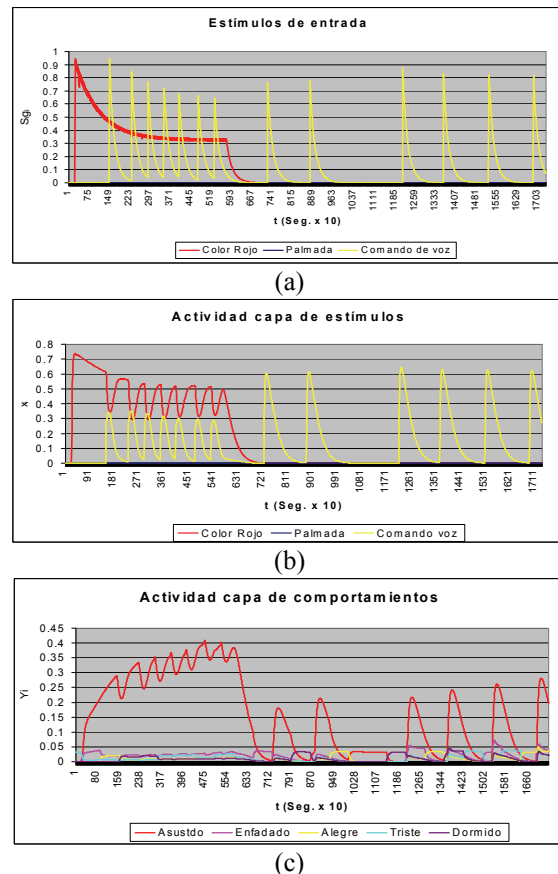 Estímulos de entrada
1
0.9
0.8
0.7
0.6
0.5
0.4
0.3
0.2
0.1
0
Sgi
1 75 149 223 297 371 445 519 593 667 741 815 889 963 1037 1111 1185 1259 1333 1407 1481 1555 1629 1703
t (Seg. x 10)
Color Rojo Palmada Comando de voz
(a)
Actividad capa de estímulos
0.8
0.7
0.6
0.5
0.4
0.3
0.2
0.1
0
x
1 91 181 271 361 451 541 631 721 811 901 991 1081 1171 1261 1351 1441 1531 1621 1711
t (Seg. x 10)
Color Rojo Palmada Comando voz
(b)
Actividad capa de comportamientos
0.45
0.4
0.35
0.3
0.25
0.2
0.15
0.1
0.05
0
Yi
1 80 159 238 317 396 475 554 633 712 791 870 949 1028 1107 1186 1265 1344 1423 1502 1581 1660
t (Seg. x 10)
Asustdo Enfadado Alegre Triste Dormido
(c)